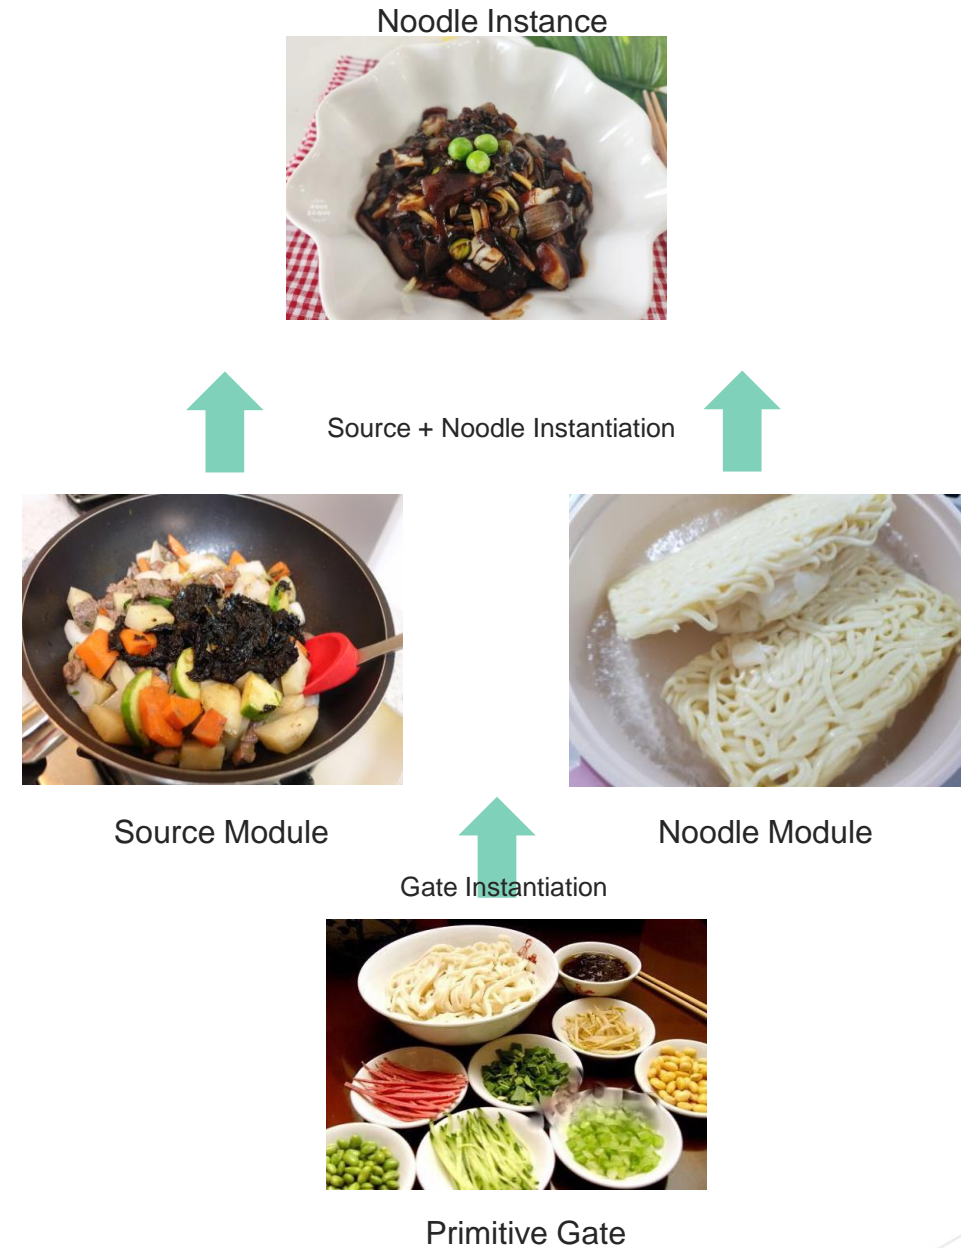 Noodle Instance
Source + Noodle Instantiation
Source Module
Noodle Module
Gate Instantiation
Primitive Gate